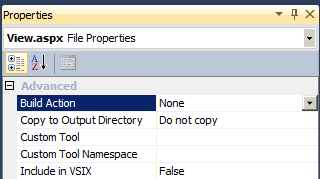 Properties
View.aspx File Properties
Advanced
Build Action None
Copy to Output Directory Do not copy
Custom Tool
Custom Tool Namespace
Include in VSIX False